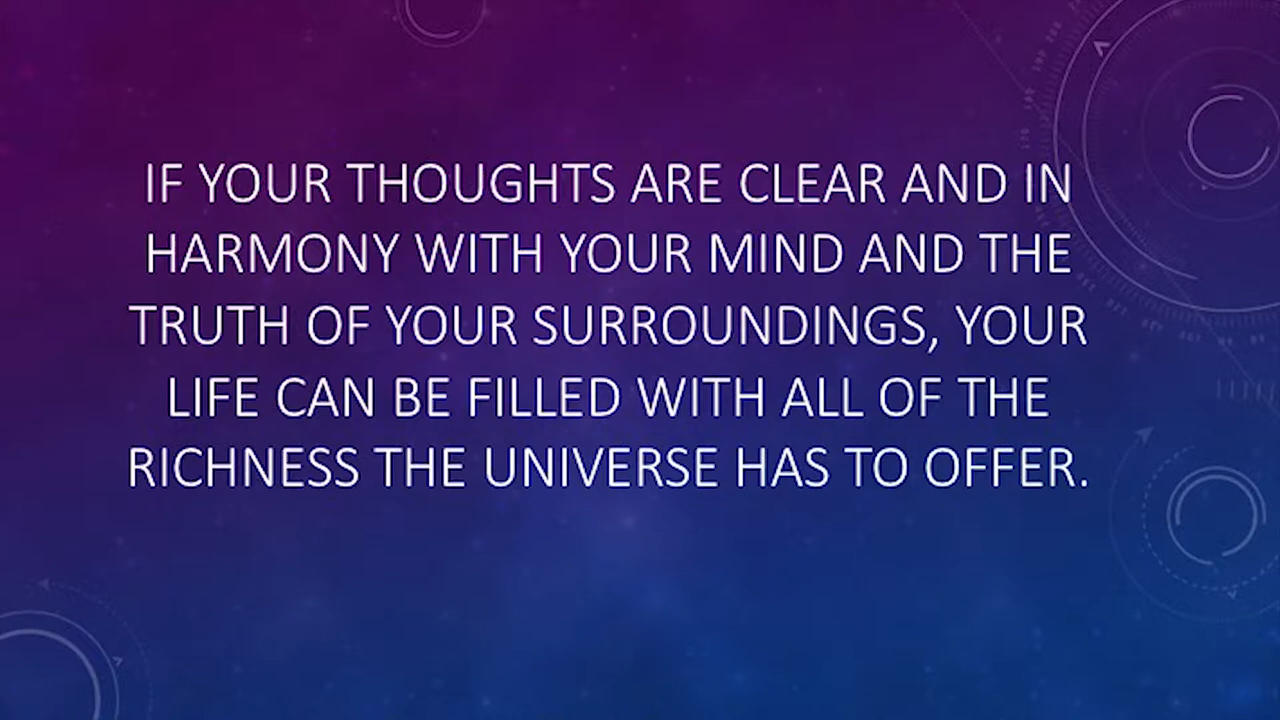 IF YOUR THOUGHTS ARE CLEAR AND IN
HARMONY WITH YOUR MIND AND THE
TRUTH OF YOUR SURROUNDINGS, YOUR
LIFE CAN BE FILLED WITH ALL OF THE
RICHNESS THE UNIVERSE HAS TO OFFER.